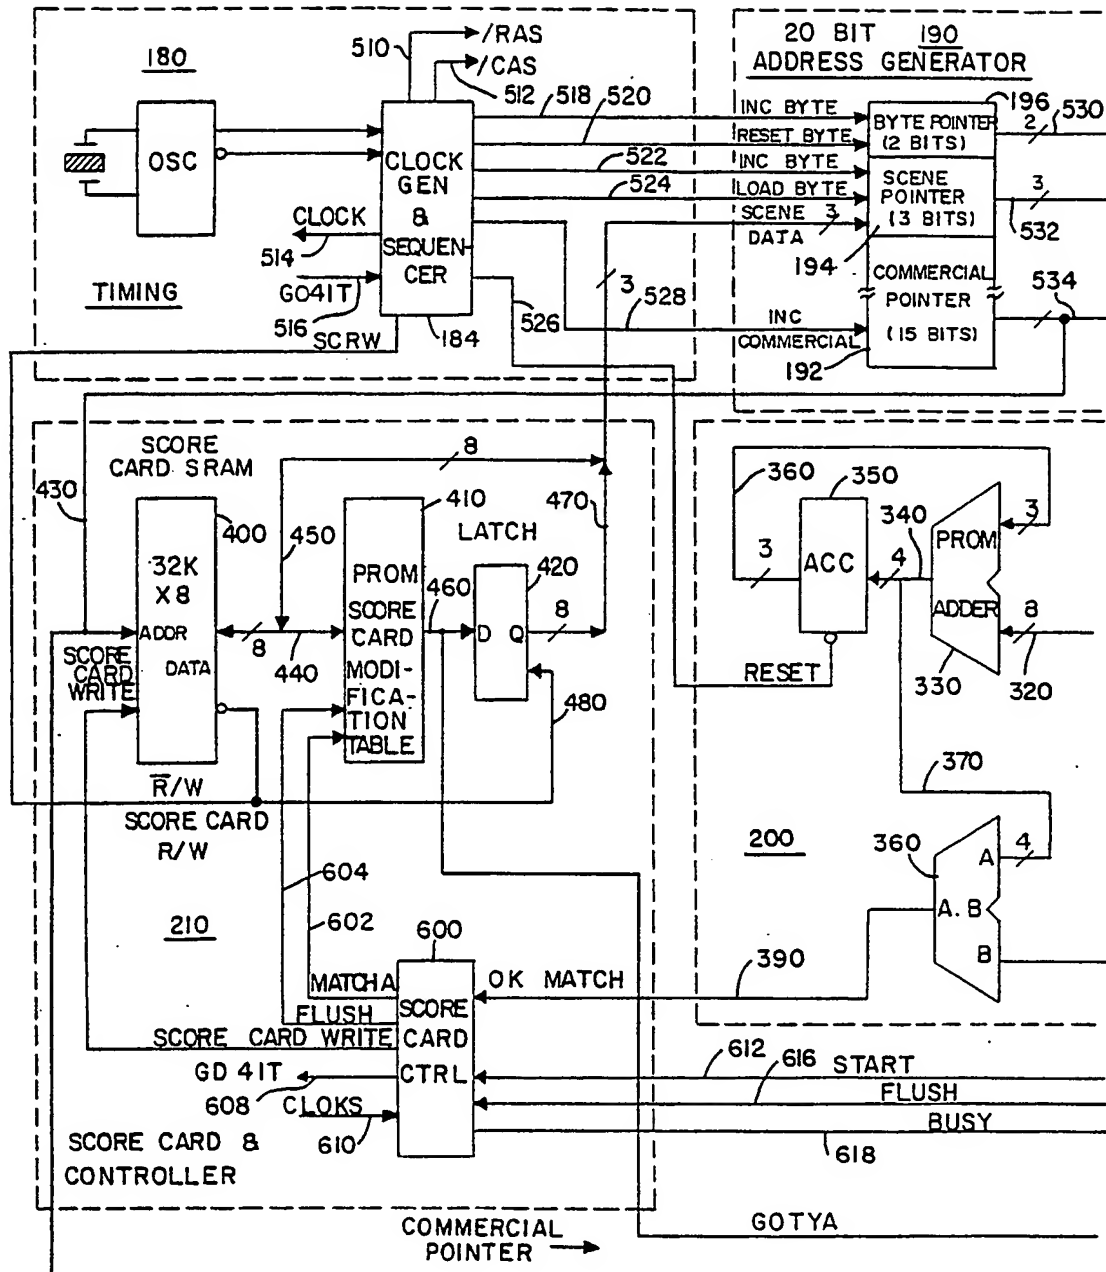 180
OSC
TIMING
510
/RAS
/CAS
512
518
520
CLOCK
GEN
&
SEQUEN-
CER
522
524
CLOCK
514
GO41T
516
SCRW
184
526
528
3
20 BIT 190
ADDRESS GENERATOR
INC BYTE
RESET BYTE
INC BYTE
LOAD BYTE
SCENE
DATA
3
INC
COMMERCIAL
196
BYTE POINTER
(2 BITS)
SCENE
POINTER
(3 BITS)
194
COMMERCIAL
POINTER
(15 BITS)
192
2
530
3
532
534
SCORE
CARD SRAM
430
400
32K
X 8
ADDR
DATA
SCORE
CARD
WRITE
R̅/W
SCORE CARD
R/W
450
8
8
440
410
PROM
SCORE
CARD
MODI-
FICA-
TION
TABLE
LATCH
460
420
D Q
8
470
480
604
602
210
600
MATCHA
FLUSH
SCORE CARD WRITE
GD 41T
608
CLOKS
610
SCORE
CARD
CTRL
SCORE CARD &
CONTROLLER
OK MATCH
390
360
350
3
ACC
RESET
340
4
PROM
ADDER
3
8
330
320
370
200
360
A
4
A.B
B
612
616
START
FLUSH
BUSY
618
GOTYA
COMMERCIAL
POINTER